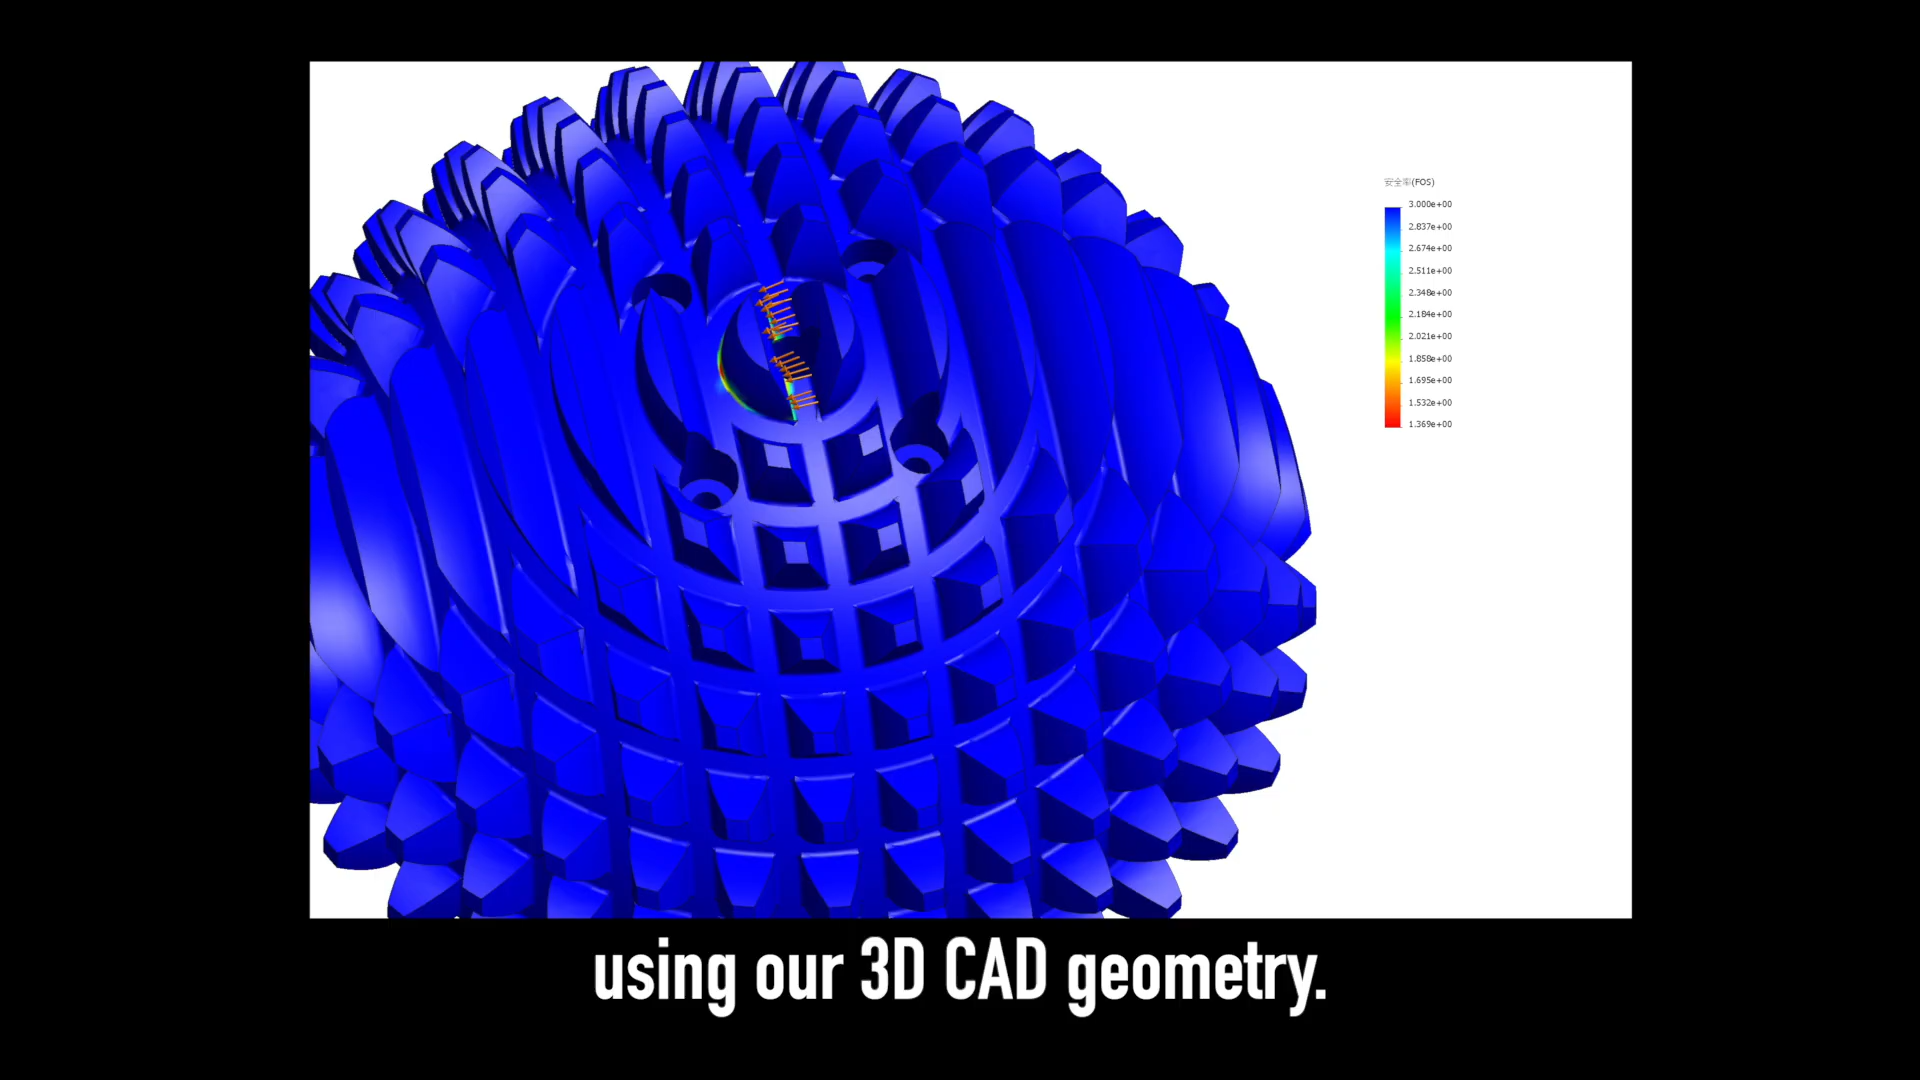 安全率(FOS)
3.000e+00
2.837e+00
2.674e+00
2.511e+00
2.348e+00
2.184e+00
2.021e+00
1.858e+00
1.695e+00
1.532e+00
1.369e+00
using our 3D CAD geometry.